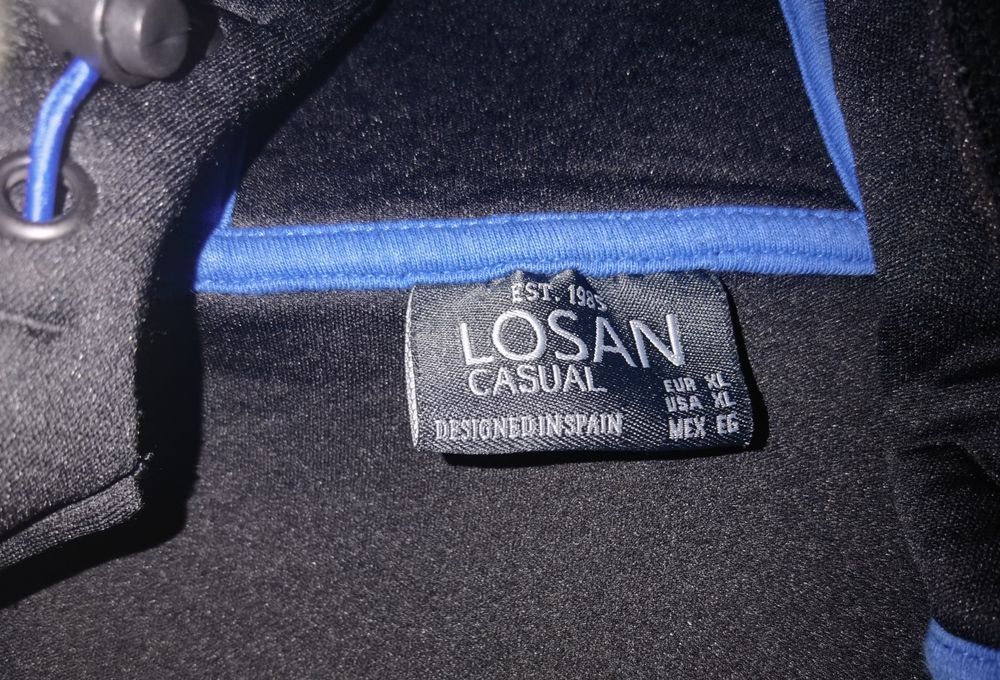 EST. 1985
LOSAN
CASUAL
EUR XL
USA XL
DESIGNED IN SPAIN
MEX EG